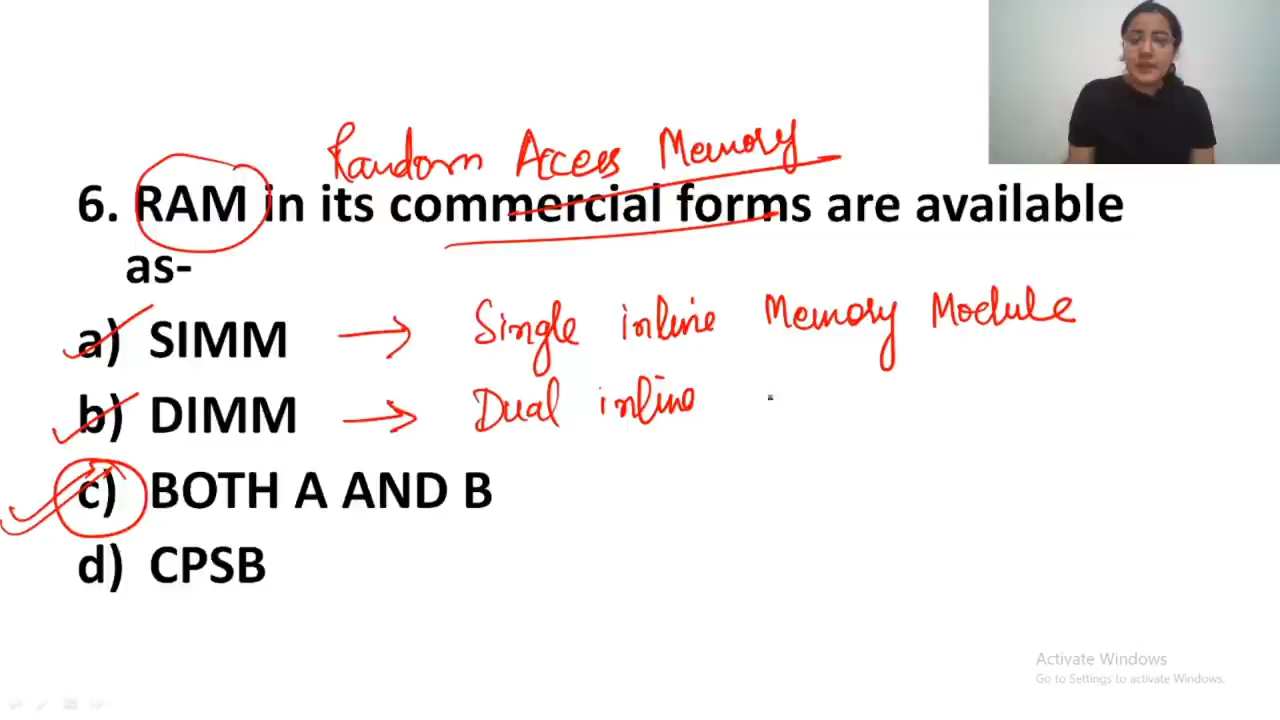 Random Access Memory
6. RAM in its commercial forms are available
as-
a) SIMM → Single inline Memory Module
b) DIMM → Dual inline
c) BOTH A AND B
d) CPSB
Activate Windows
Go to Settings to activate Windows.